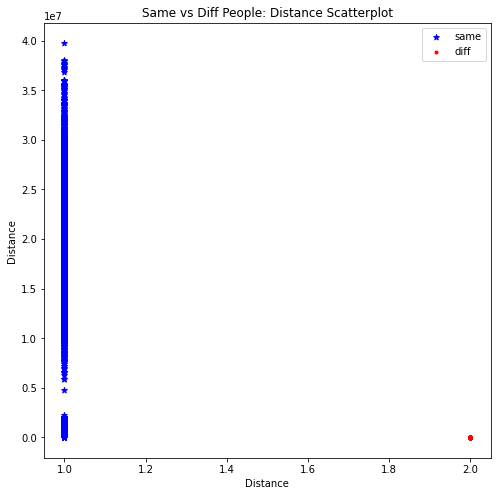 Same vs Diff People: Distance Scatterplot
1e7
same
diff
4.0
3.5
3.0
2.5
2.0
1.5
1.0
0.5
0.0
Distance
1.0 1.2 1.4 1.6 1.8 2.0
Distance